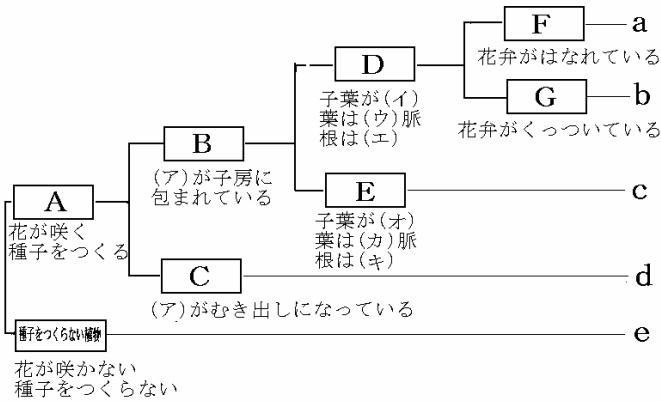 F
a
花弁がはなれている
D
G
b
子葉が(イ)
葉は(ウ)脈
根は(エ)
花弁がくっついている
B
(ア)が子房に
包まれている
A
E
c
花が咲く
種子をつくる
子葉が(オ)
葉は(カ)脈
根は(キ)
C
d
(ア)がむき出しになっている
種子をつくらない植物
e
花が咲かない
種子をつくらない